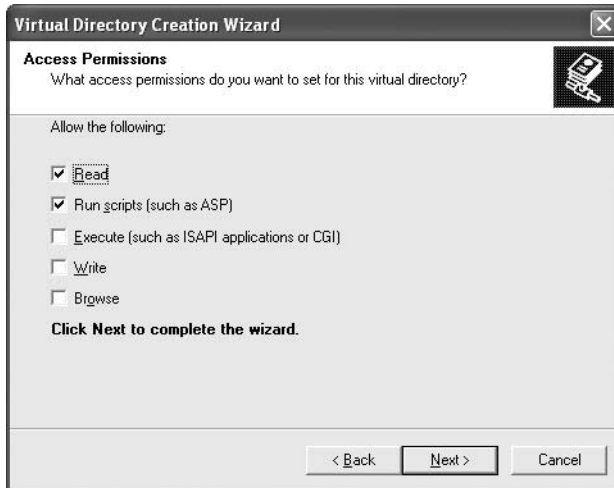 Virtual Directory Creation Wizard
Access Permissions
What access permissions do you want to set for this virtual directory?
Allow the following:
Read
Run scripts (such as ASP)
Execute (such as ISAPI applications or CGI)
Write
Browse
Click Next to complete the wizard.
< Back Next > Cancel